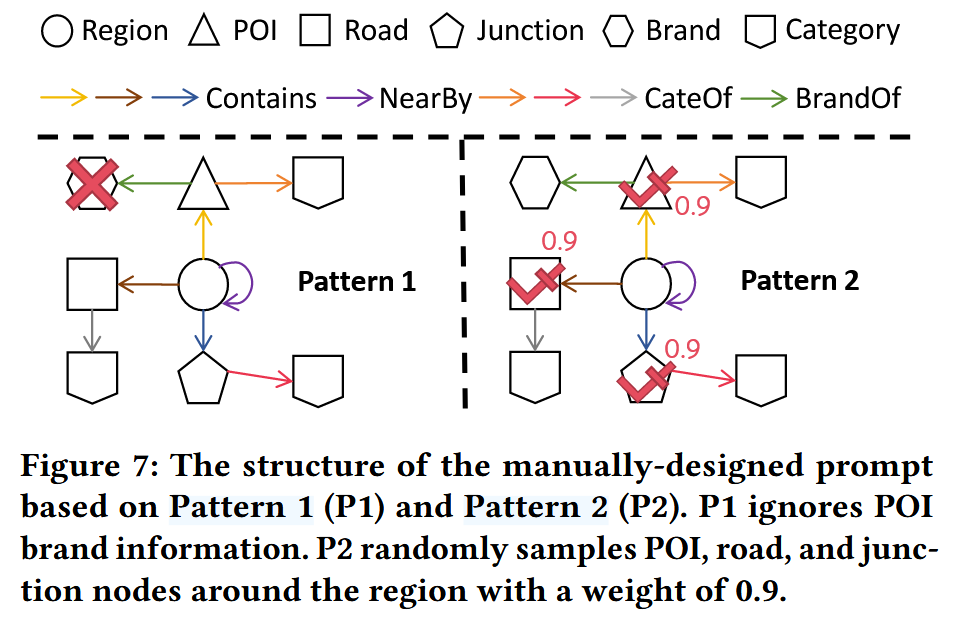 Region POI Road Junction Brand Category
Contains NearBy CateOf BrandOf
0.9
0.9
Pattern 1 Pattern 2
0.9
Figure 7: The structure of the manually-designed prompt
based on Pattern 1 (P1) and Pattern 2 (P2). P1 ignores POI
brand information. P2 randomly samples POI, road, and junc-
tion nodes around the region with a weight of 0.9.